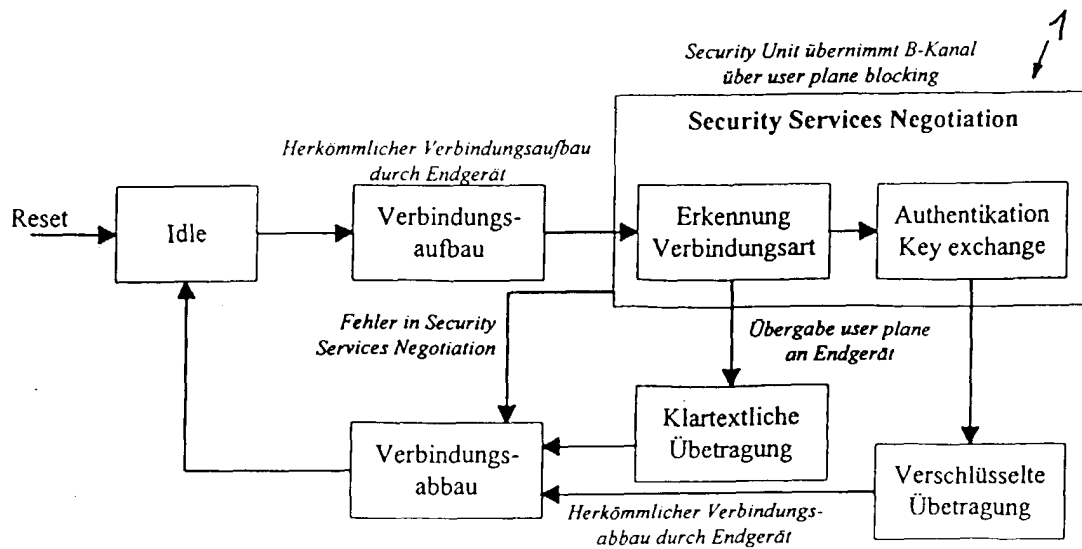 1
Security Unit übernimmt B-Kanal
über user plane blocking
Security Services Negotiation
Herkömmlicher Verbindungsaufbau
durch Endgerät
Reset
Idle
Verbindungs-
aufbau
Erkennung
Verbindungsart
Authentikation
Key exchange
Fehler in Security
Services Negotiation
Übergabe user plane
an Endgerät
Klartextliche
Übetragung
Verbindungs-
abbau
Verschlüsselte
Übetragung
Herkömmlicher Verbindungs-
abbau durch Endgerät